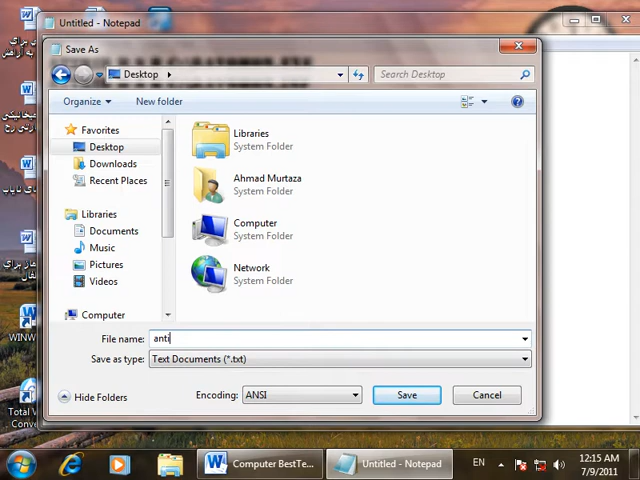 Untitled - Notepad
Save As
Desktop
Search Desktop
Organize
New folder
Favorites
Desktop
Downloads
Recent Places
Libraries
Documents
Music
Pictures
Videos
Computer
Libraries
System Folder
Ahmad Murtaza
System Folder
Computer
System Folder
Network
System Folder
File name: anti
Save as type: Text Documents (*.txt)
Hide Folders
Encoding: ANSI
Save
Cancel
WINW
Total W
Conve
Computer BestTe...
Untitled - Notepad
EN
12:15 AM
7/9/2011